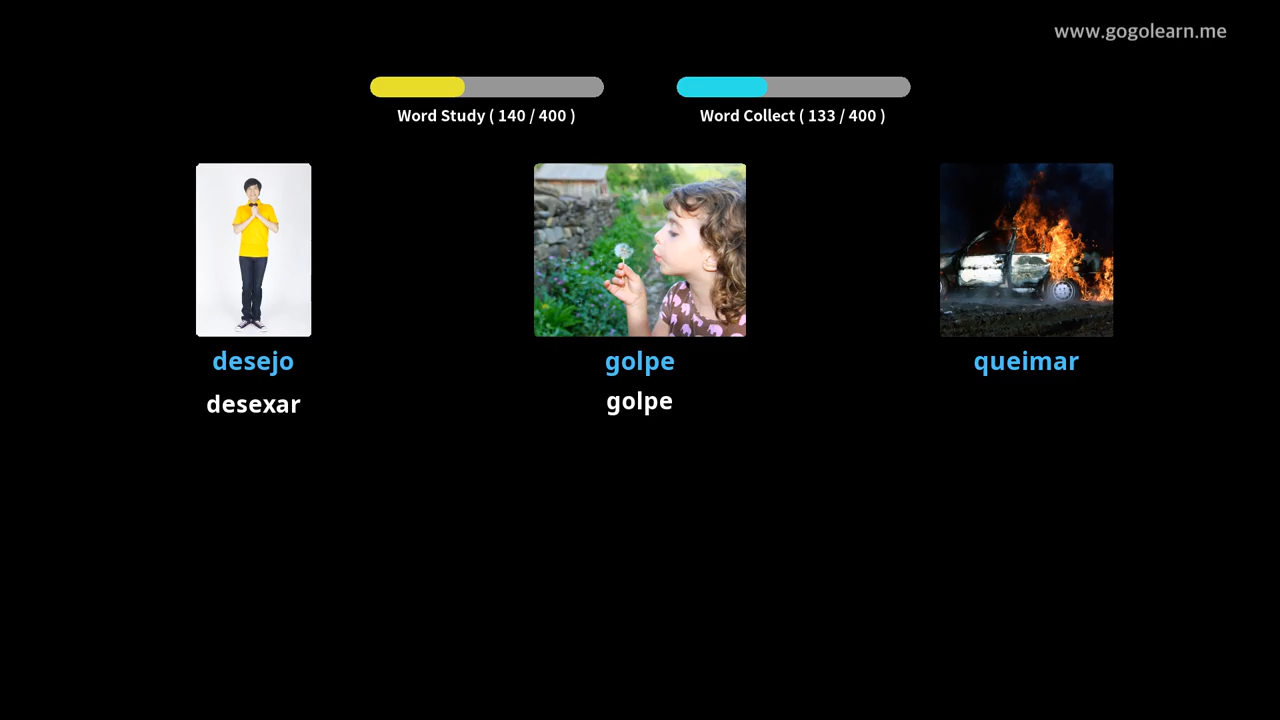 www.gogolearn.me
Word Study ( 140 / 400 )
Word Collect ( 133 / 400 )
desejo
golpe
queimar
desexar
golpe